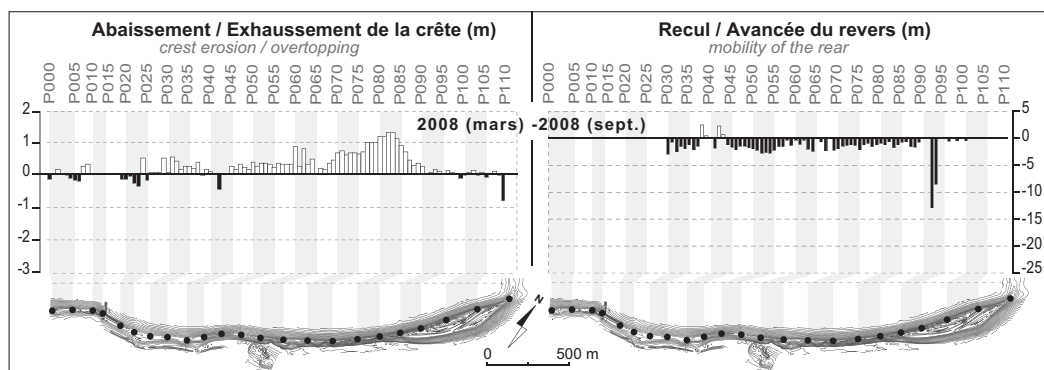 Abaissement / Exhaussement de la crête (m)
crest erosion / overtopping
P000 P005 P010 P015 P020 P025 P030 P035 P040 P045 P050 P055 P060 P065 P070 P075 P080 P085 P090 P095 P100 P105 P110
2
1
0
-1
-2
-3
Recul / Avancée du revers (m)
mobility of the rear
P000 P005 P010 P015 P020 P025 P030 P035 P040 P045 P050 P055 P060 P065 P070 P075 P080 P085 P090 P095 P100 P105 P110
5
0
-5
-10
-15
-20
-25
2008 (mars) -2008 (sept.)
N
0 500 m